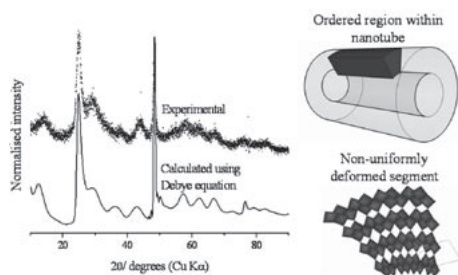 Normalised intensity
Experimental
Calculated using
Debye equation
20
40
60
80
2θ/ degrees (Cu Kα)
Ordered region within
nanotube
Non-uniformly
deformed segment